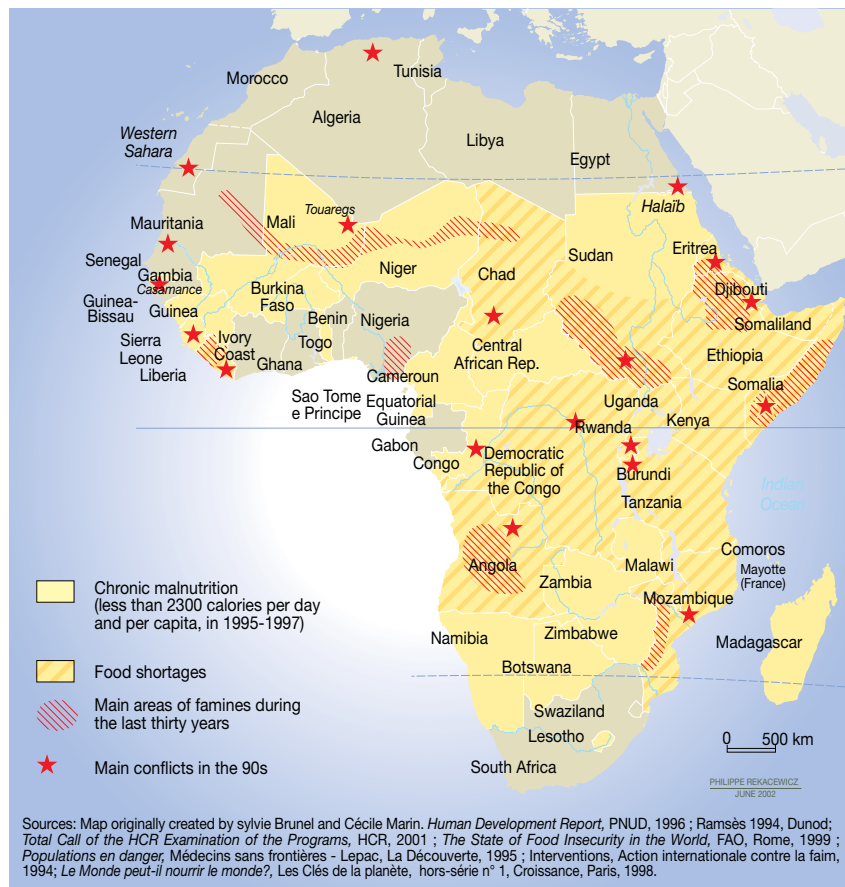 Morocco
Tunisia
Algeria
Libya
Egypt
Western
Sahara
Halaïb
Mauritania
Mali
Touaregs
Niger
Chad
Sudan
Eritrea
Djibouti
Somaliland
Senegal
Gambia
Casamance
Guinea-
Bissau
Guinea
Burkina
Faso
Benin
Nigeria
Togo
Ivory
Coast
Ghana
Sierra
Leone
Liberia
Central
African Rep.
Ethiopia
Somalia
Cameroun
Sao Tome
e Principe
Equatorial
Guinea
Uganda
Kenya
Rwanda
Gabon
Congo
Democratic
Republic of
the Congo
Burundi
Tanzania
Indian
Ocean
Angola
Zambia
Malawi
Comoros
Mayotte
(France)
Mozambique
Namibia
Zimbabwe
Madagascar
Botswana
Swaziland
Lesotho
South Africa
Chronic malnutrition
(less than 2300 calories per day
and per capita, in 1995-1997)
Food shortages
Main areas of famines during
the last thirty years
Main conflicts in the 90s
0 500 km
PHILIPPE REKACEWICZ
JUNE 2002
Sources: Map originally created by sylvie Brunel and Cécile Marin. Human Development Report, PNUD, 1996 ; Ramsès 1994, Dunod;
Total Call of the HCR Examination of the Programs, HCR, 2001 ; The State of Food Insecurity in the World, FAO, Rome, 1999 ;
Populations en danger, Médecins sans frontières - Lepac, La Découverte, 1995 ; Interventions, Action internationale contre la faim,
1994; Le Monde peut-il nourrir le monde?, Les Clés de la planète, hors-série n° 1, Croissance, Paris, 1998.